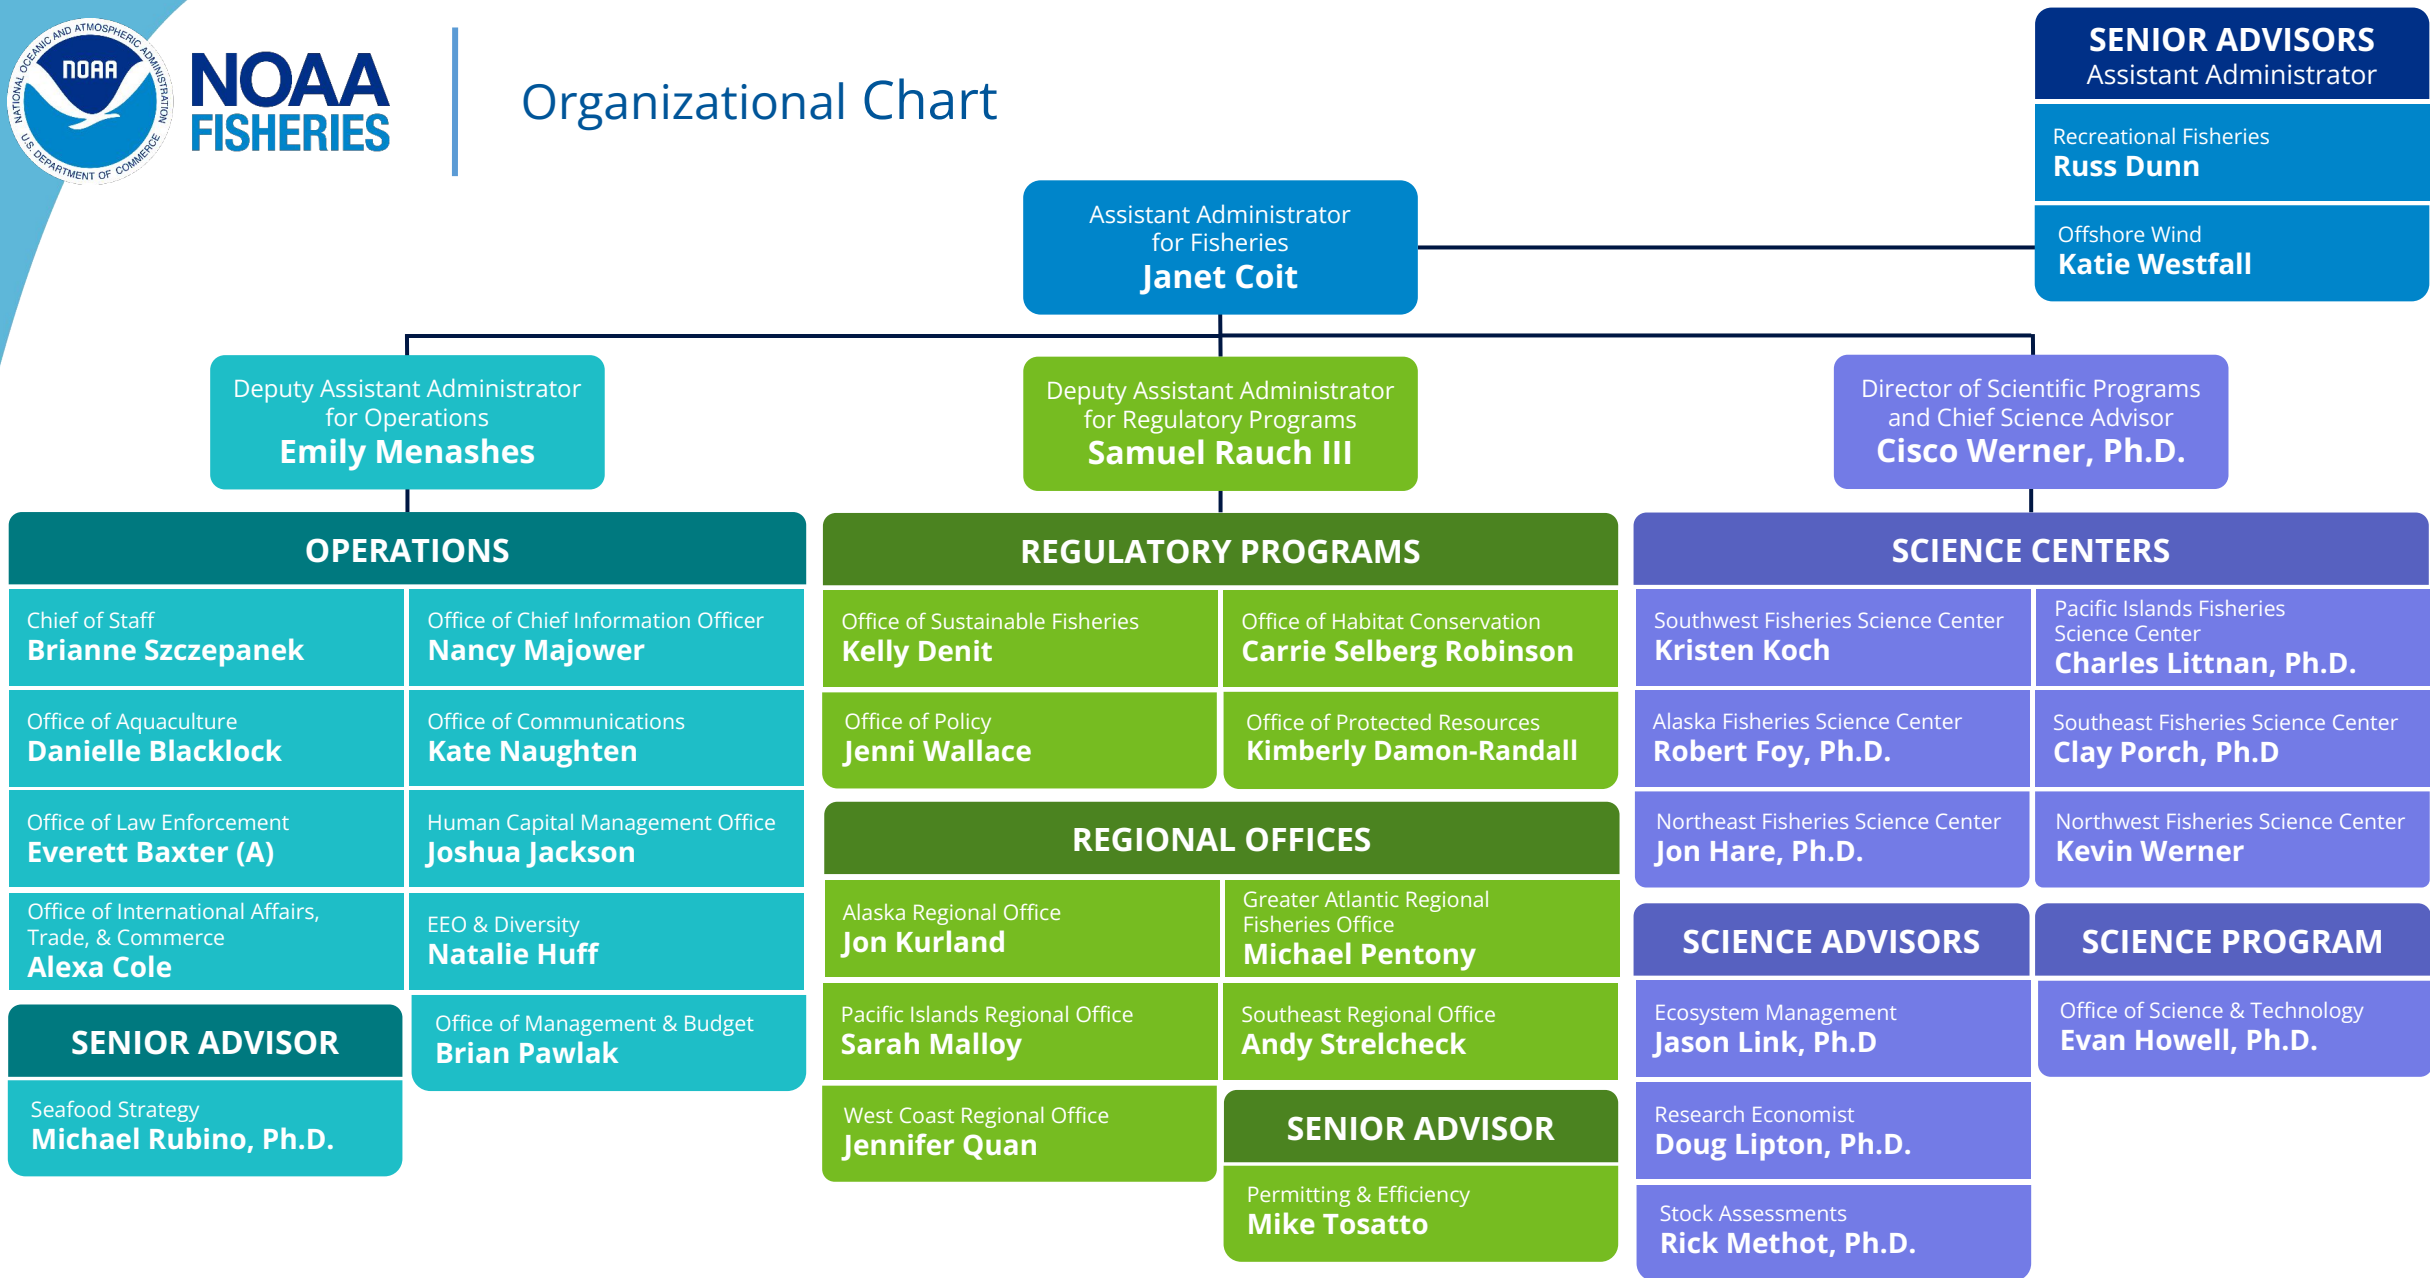 NATIONAL OCEANIC AND ATMOSPHERIC ADMINISTRATION
U.S. DEPARTMENT OF COMMERCE
NOAA
NOAA
FISHERIES
Organizational Chart
SENIOR ADVISORS
Assistant Administrator
Recreational Fisheries
Russ Dunn
Offshore Wind
Katie Westfall
Assistant Administrator
for Fisheries
Janet Coit
Deputy Assistant Administrator
for Operations
Emily Menashes
Deputy Assistant Administrator
for Regulatory Programs
Samuel Rauch III
Director of Scientific Programs
and Chief Science Advisor
Cisco Werner, Ph.D.
OPERATIONS
Chief of Staff
Brianne Szczepanek
Office of Chief Information Officer
Nancy Majower
Office of Aquaculture
Danielle Blacklock
Office of Communications
Kate Naughten
Office of Law Enforcement
Everett Baxter (A)
Human Capital Management Office
Joshua Jackson
Office of International Affairs,
Trade, & Commerce
Alexa Cole
EEO & Diversity
Natalie Huff
Office of Management & Budget
Brian Pawlak
SENIOR ADVISOR
Seafood Strategy
Michael Rubino, Ph.D.
REGULATORY PROGRAMS
Office of Sustainable Fisheries
Kelly Denit
Office of Habitat Conservation
Carrie Selberg Robinson
Office of Policy
Jenni Wallace
Office of Protected Resources
Kimberly Damon-Randall
REGIONAL OFFICES
Alaska Regional Office
Jon Kurland
Greater Atlantic Regional
Fisheries Office
Michael Pentony
Pacific Islands Regional Office
Sarah Malloy
Southeast Regional Office
Andy Strelcheck
West Coast Regional Office
Jennifer Quan
SENIOR ADVISOR
Permitting & Efficiency
Mike Tosatto
SCIENCE CENTERS
Southwest Fisheries Science Center
Kristen Koch
Pacific Islands Fisheries
Science Center
Charles Littnan, Ph.D.
Alaska Fisheries Science Center
Robert Foy, Ph.D.
Southeast Fisheries Science Center
Clay Porch, Ph.D
Northeast Fisheries Science Center
Jon Hare, Ph.D.
Northwest Fisheries Science Center
Kevin Werner
SCIENCE ADVISORS
Ecosystem Management
Jason Link, Ph.D
Research Economist
Doug Lipton, Ph.D.
Stock Assessments
Rick Methot, Ph.D.
SCIENCE PROGRAM
Office of Science & Technology
Evan Howell, Ph.D.